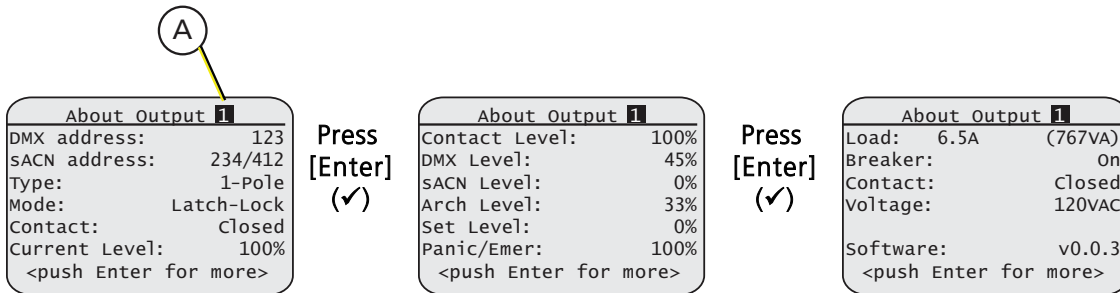 A
About Output 1
DMX address: 123
sACN address: 234/412
Type: 1-Pole
Mode: Latch-Lock
Contact: Closed
Current Level: 100%
<push Enter for more>
Press
[Enter]
(✓)
About Output 1
Contact Level: 100%
DMX Level: 45%
sACN Level: 0%
Arch Level: 33%
Set Level: 0%
Panic/Emer: 100%
<push Enter for more>
Press
[Enter]
(✓)
About Output 1
Load: 6.5A (767VA)
Breaker: On
Contact: Closed
Voltage: 120VAC
Software: v0.0.3
<push Enter for more>